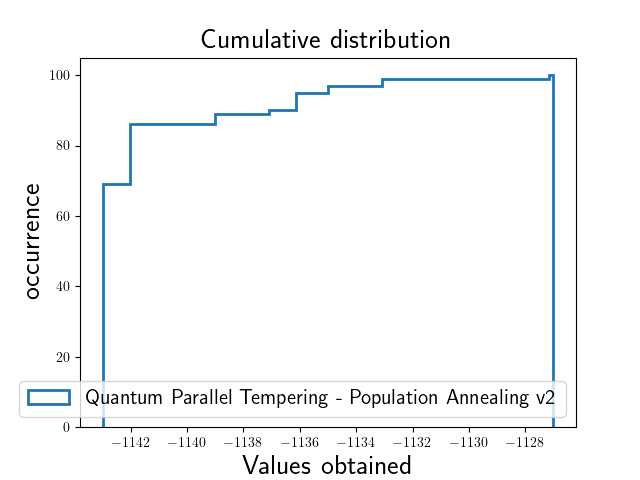 Cumulative distribution
occurrence
100
80
60
40
20
0
Quantum Parallel Tempering - Population Annealing v2
−1142 −1140 −1138 −1136 −1134 −1132 −1130 −1128
Values obtained